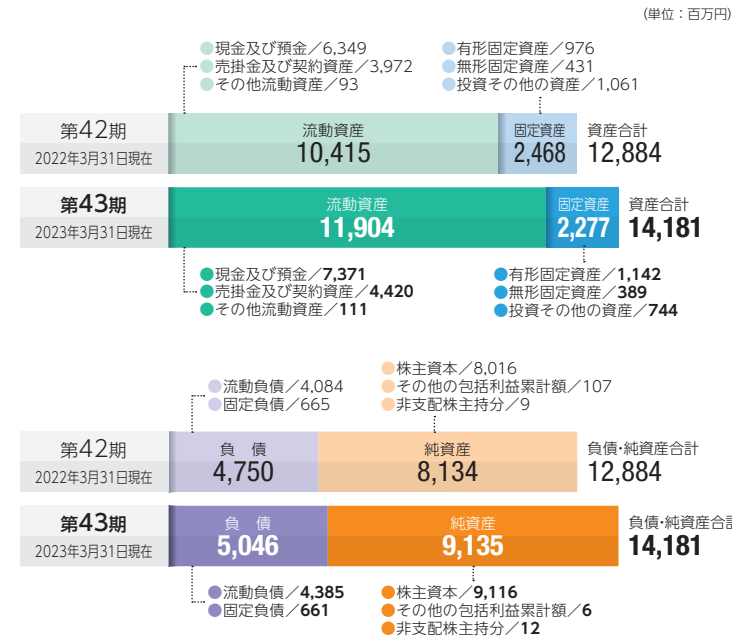 (単位：百万円)
●現金及び預金／6,349
●売掛金及び契約資産／3,972
●その他流動資産／93
●有形固定資産／976
●無形固定資産／431
●投資その他の資産／1,061
第42期
2022年3月31日現在
流動資産
10,415
固定資産
2,468
資産合計
12,884
第43期
2023年3月31日現在
流動資産
11,904
固定資産
2,277
資産合計
14,181
●現金及び預金／7,371
●売掛金及び契約資産／4,420
●その他流動資産／111
●有形固定資産／1,142
●無形固定資産／389
●投資その他の資産／744
●流動負債／4,084
●固定負債／665
●株主資本／8,016
●その他の包括利益累計額／107
●非支配株主持分／9
第42期
2022年3月31日現在
負　債
4,750
純資産
8,134
負債・純資産合計
12,884
第43期
2023年3月31日現在
負　債
5,046
純資産
9,135
負債・純資産合計
14,181
●流動負債／4,385
●固定負債／661
●株主資本／9,116
●その他の包括利益累計額／6
●非支配株主持分／12